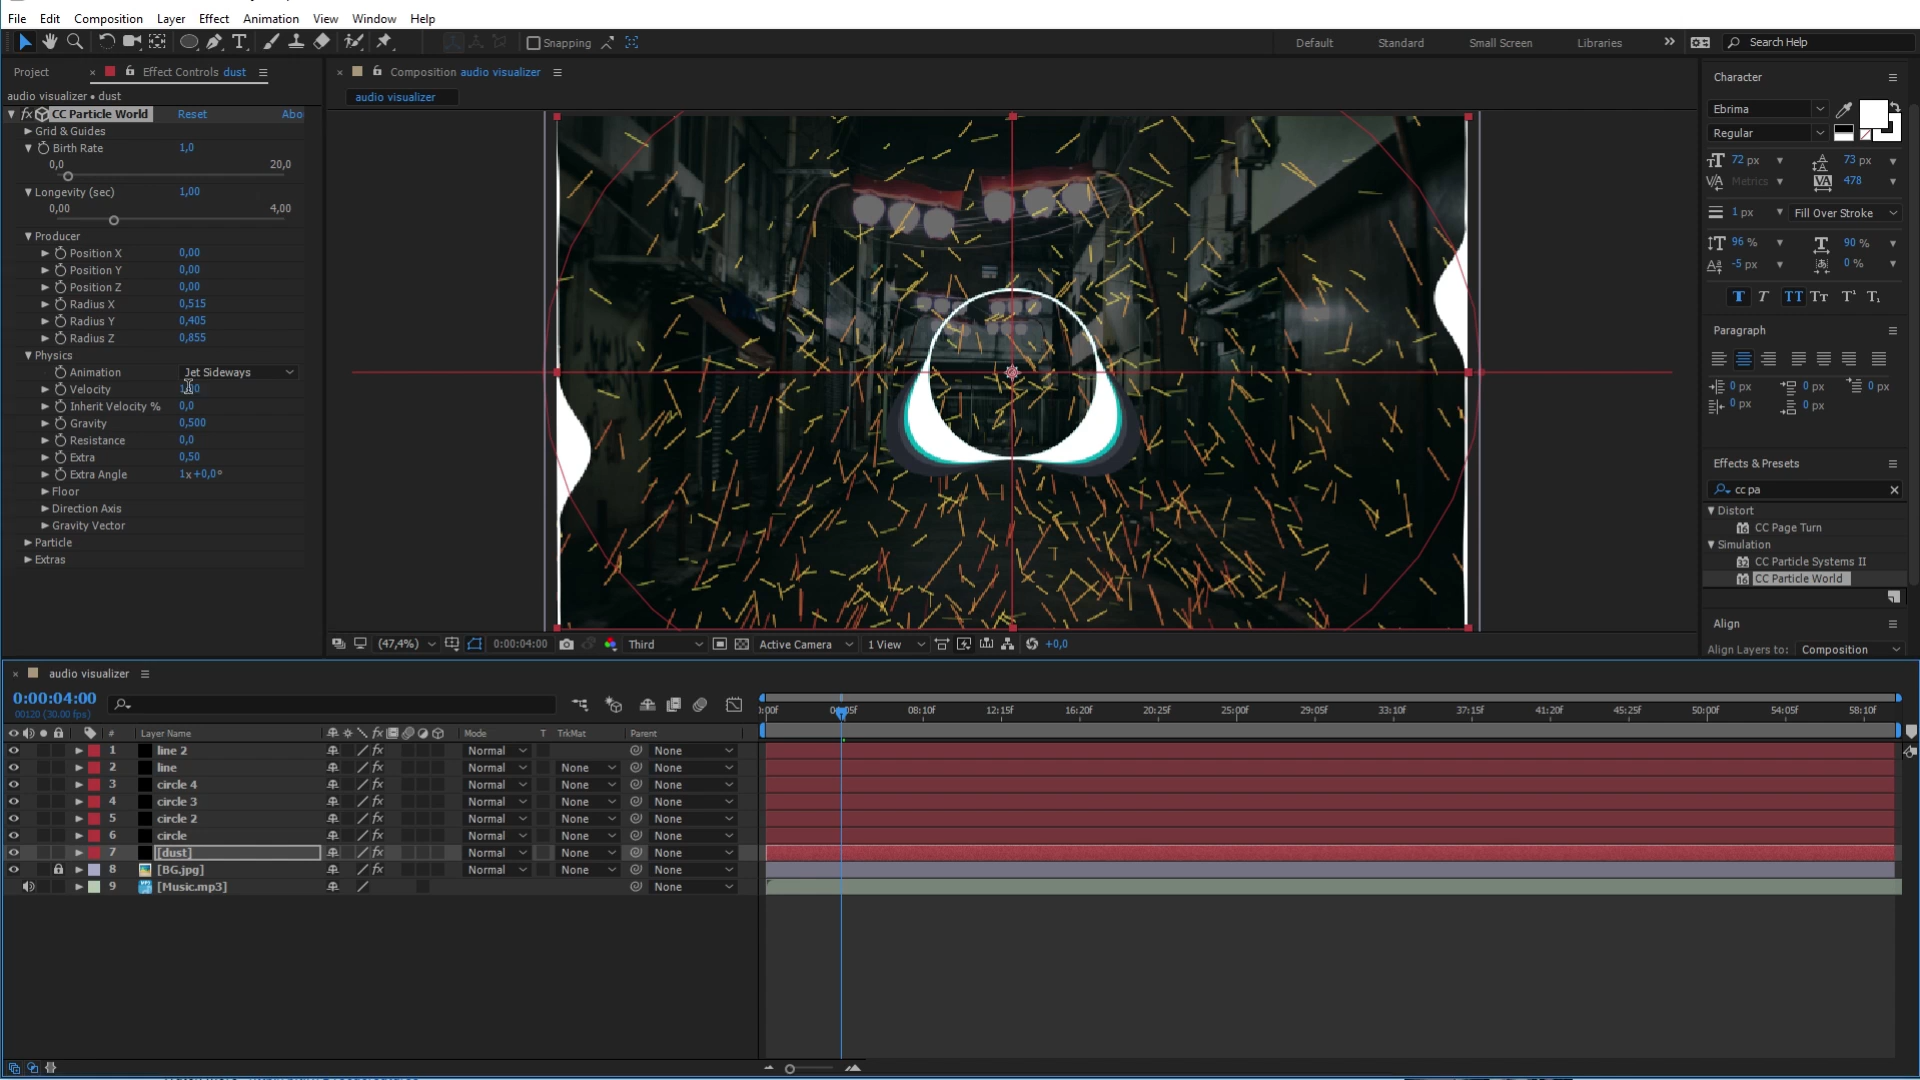 File Edit Composition Layer Effect Animation View Window Help
Snapping
Default Standard Small Screen Libraries Search Help
Project × Effect Controls dust
× Composition audio visualizer
audio visualizer • dust
audio visualizer
fx CC Particle World Reset Abo
Grid & Guides
Birth Rate 1,0
0,0 20,0
Longevity (sec) 1,00
0,00 4,00
Producer
Position X 0,00
Position Y 0,00
Position Z 0,00
Radius X 0,515
Radius Y 0,405
Radius Z 0,855
Physics
Animation Jet Sideways
Velocity
Inherit Velocity % 0,0
Gravity 0,500
Resistance 0,0
Extra 0,50
Extra Angle 1x+0,0°
Floor
Direction Axis
Gravity Vector
Particle
Extras
(47,4%) 0:00:04:00 Third Active Camera 1 View +0,0
Character
Ebrima
Regular
72 px 73 px
Metrics 478
1 px Fill Over Stroke
96 % 90 %
-5 px 0 %
T T TT Tr T¹ T₁
Paragraph
0 px 0 px 0 px
0 px 0 px
Effects & Presets
cc pa
Distort
CC Page Turn
Simulation
CC Particle Systems II
CC Particle World
Align
Align Layers to: Composition
× audio visualizer
0:00:04:00
00120 (30.00 fps)
:00f 04:05f 08:10f 12:15f 16:20f 20:25f 25:00f 29:05f 33:10f 37:15f 41:20f 45:25f 50:00f 54:05f 58:10f
# Layer Name Mode T TrkMat Parent
1 line 2 Normal None
2 line Normal None None
3 circle 4 Normal None None
4 circle 3 Normal None None
5 circle 2 Normal None None
6 circle Normal None None
7 [dust] Normal None None
8 [BG.jpg] Normal None None
9 [Music.mp3] None